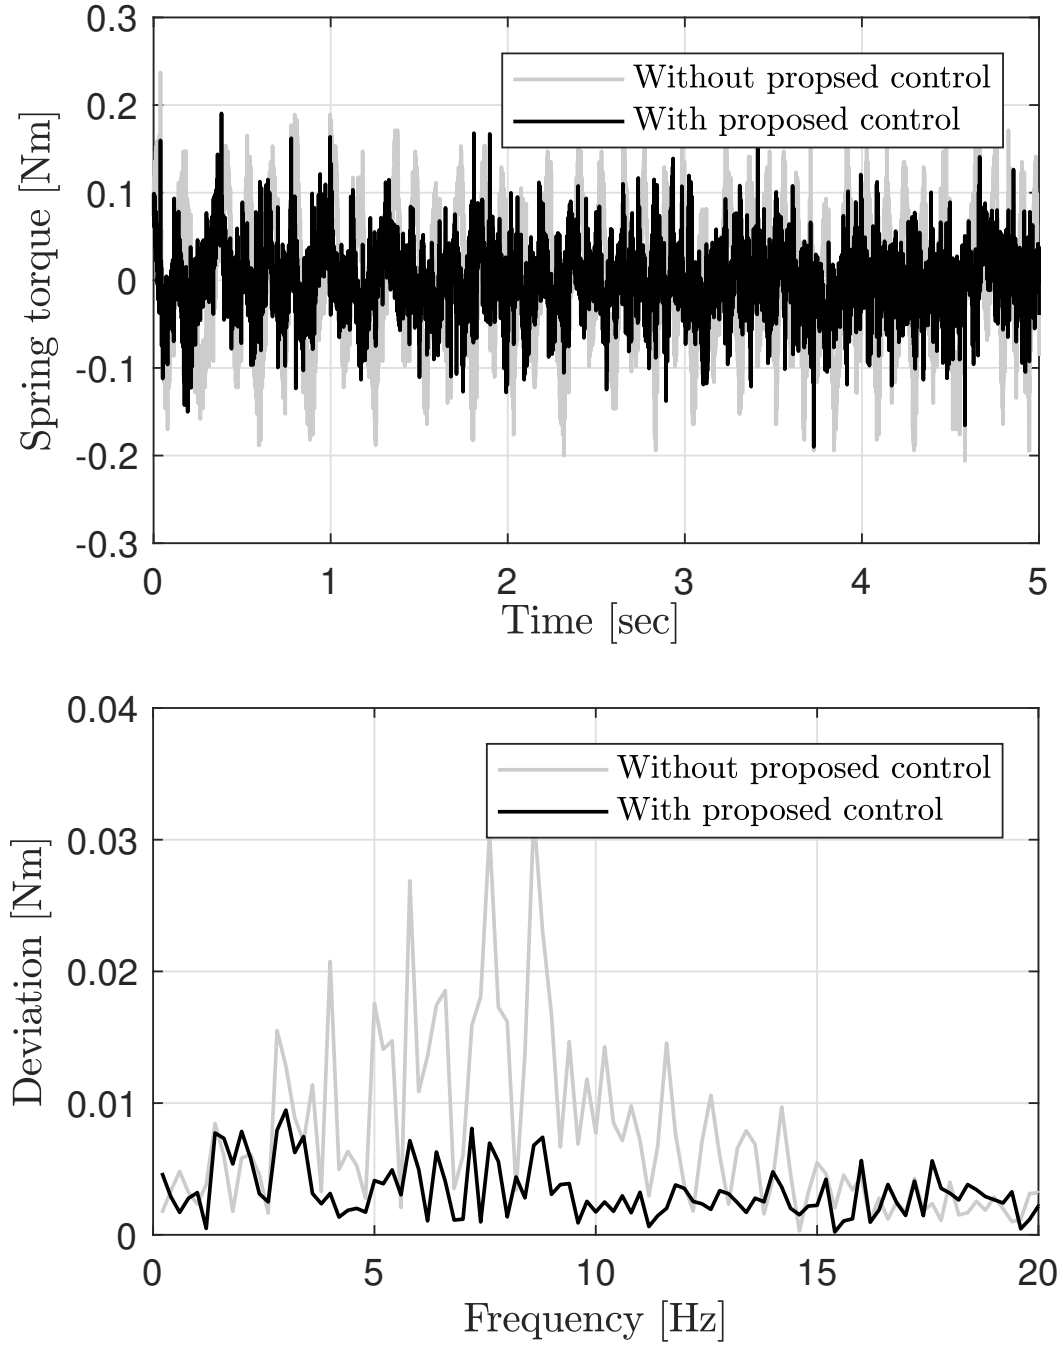 0.3
0.2
0.1
0
-0.1
-0.2
-0.3
Spring torque [Nm]
Without propsed control
With proposed control
0 1 2 3 4 5
Time [sec]
0.04
0.03
0.02
0.01
0
Deviation [Nm]
Without proposed control
With proposed control
0 5 10 15 20
Frequency [Hz]